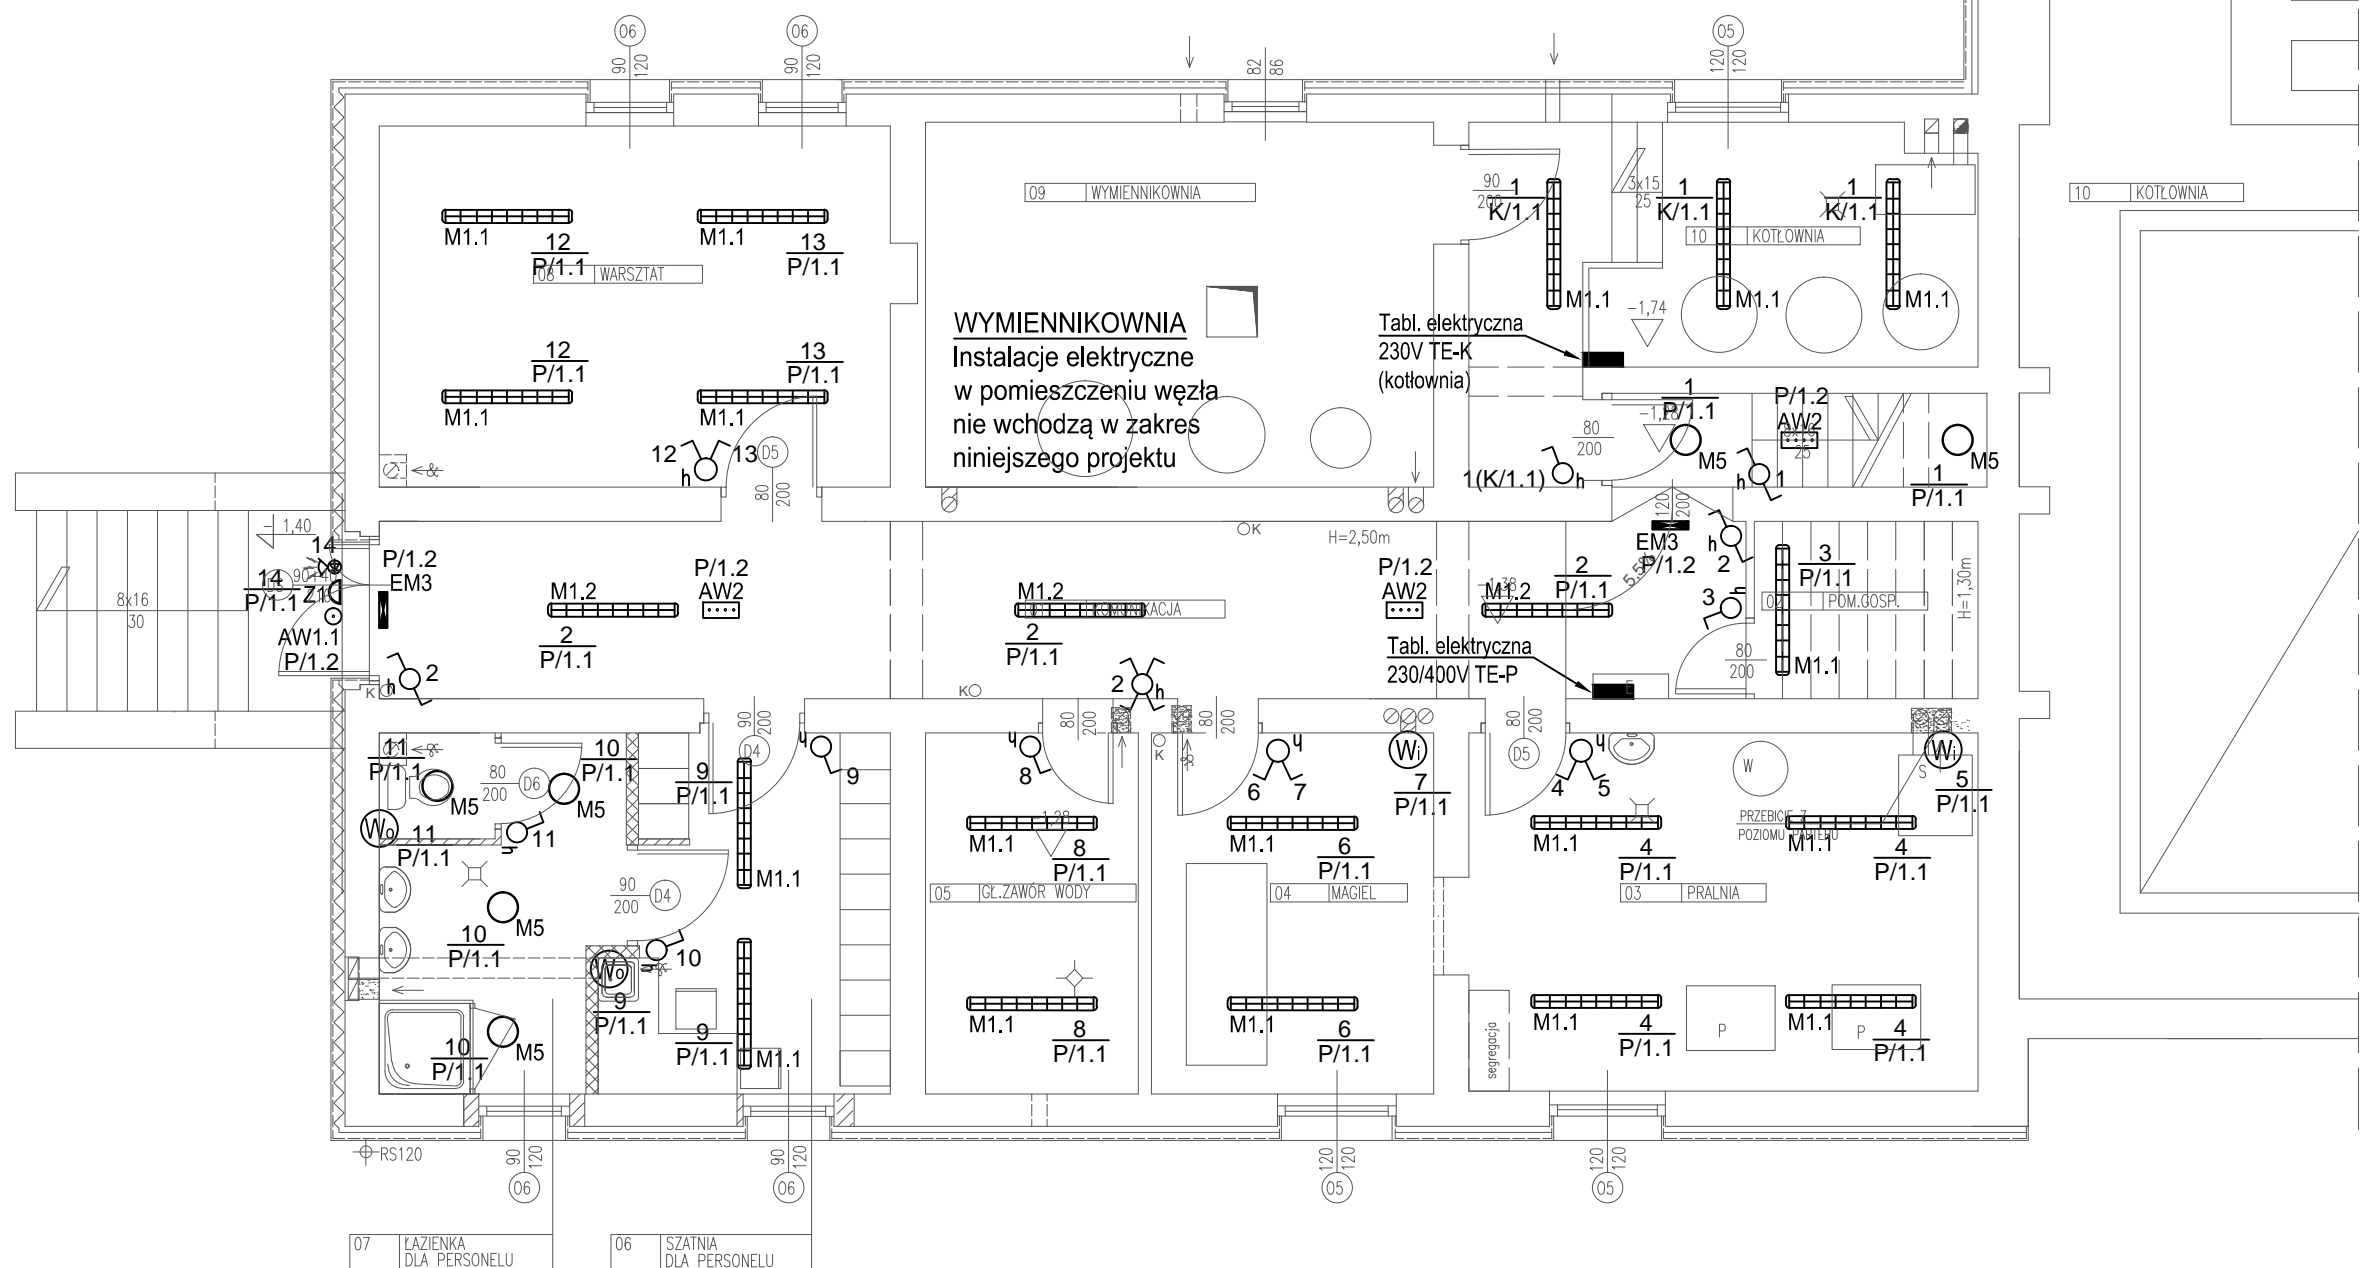 06
90
120
06
90
120
82
86
05
120
120
09 WYMIENNIKOWNIA
90
200
1
K/1.1
M1.1
3x15
25
1
K/1.1
M1.1
1
K/1.1
M1.1
10 KOTŁOWNIA
10 KOTŁOWNIA
M1.1
12
P/1.1
M1.1
13
P/1.1
08 WARSZTAT
12
P/1.1
M1.1
13
P/1.1
M1.1
WYMIENNIKOWNIA
Instalacje elektryczne
w pomieszczeniu węzła
nie wchodzą w zakres
niniejszego projektu
Tabl. elektryczna
230V TE-K
(kotłownia)
-1,74
1
P/1.1
M5
P/1.2
AW2
25
M5
1
P/1.1
80
200
12
13
h
D5
80
200
1(K/1.1)
h
h
1
&
- 1,40
8x16
30
14
14
P/1.1
AW1.1
P/1.2
P/1.2
EM3
M1.2
2
P/1.1
P/1.2
AW2
K
H=2,50m
M1.2
2
P/1.1
KOMUNIKACJA
P/1.2
AW2
M1.2
2
P/1.1
120
200
EM3
P/1.2
h
2
3
h
3
P/1.1
POM.GOSP.
M1.1
H=1,30m
80
200
Tabl. elektryczna
230/400V TE-P
E
h
2
K
K
2
h
90
200
D4
80
200
80
200
80
200
D5
11
P/1.1
M5
80
200
D6
10
P/1.1
M5
9
P/1.1
9
8
K
6
7
Wi
7
P/1.1
4
5
W
S
Wi
5
P/1.1
PRZEBICIE Z
Wo
11
P/1.1
11
M1.1
M1.1
8
P/1.1
M1.1
6
P/1.1
M1.1
4
P/1.1
M1.1
4
P/1.1
90
200
D4
05 GŁ.ZAWÓR WODY
04 MAGIEL
03 PRALNIA
M5
10
P/1.1
Wo
10
9
P/1.1
9
P/1.1
M1.1
10
P/1.1
M5
M1.1
8
P/1.1
M1.1
6
P/1.1
segregacja
M1.1
4
P/1.1
P
M1.1
P
4
P/1.1
RS120
90
120
06
90
120
06
120
120
05
120
120
05
07 ŁAZIENKA
DLA PERSONELU
06 SZATNIA
DLA PERSONELU